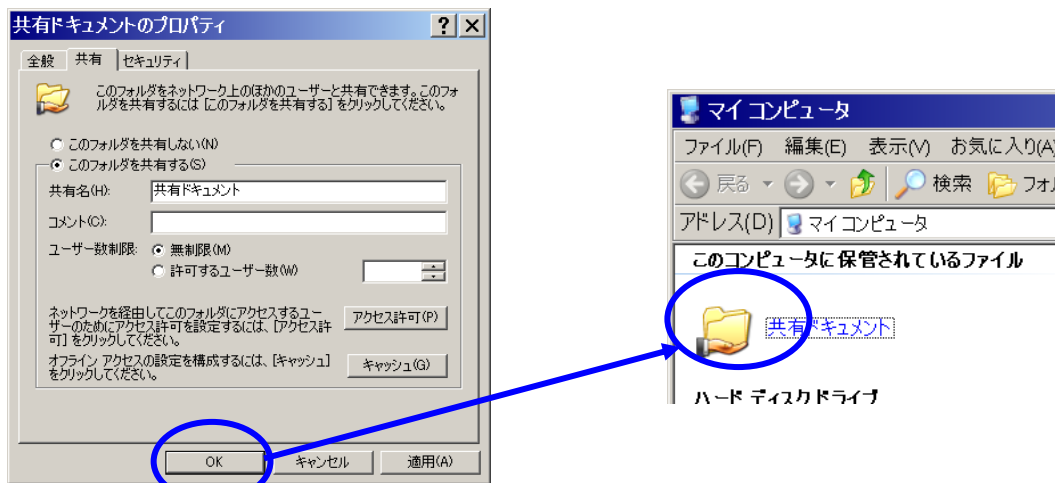 共有ドキュメントのプロパティ
全般 共有 セキュリティ
このフォルダをネットワーク上のほかのユーザーと共有できます。このフォ
ルダを共有するには [このフォルダを共有する] をクリックしてください。
このフォルダを共有しない(N)
このフォルダを共有する(S)
共有名(H): 共有ドキュメント
コメント(C):
ユーザー数制限: 無制限(M)
許可するユーザー数(W)
ネットワークを経由してこのフォルダにアクセスするユー
ザーのためにアクセス許可を設定するには、[アクセス許
可] をクリックしてください。
アクセス許可(P)
オフライン アクセスの設定を構成するには、[キャッシュ]
をクリックしてください。
キャッシュ(G)
OK キャンセル 適用(A)
マイ コンピュータ
ファイル(F) 編集(E) 表示(V) お気に入り(A)
戻る 検索 フォル
アドレス(D) マイ コンピュータ
このコンピュータに保管されているファイル
共有ドキュメント
ハード ディスク ドライブ